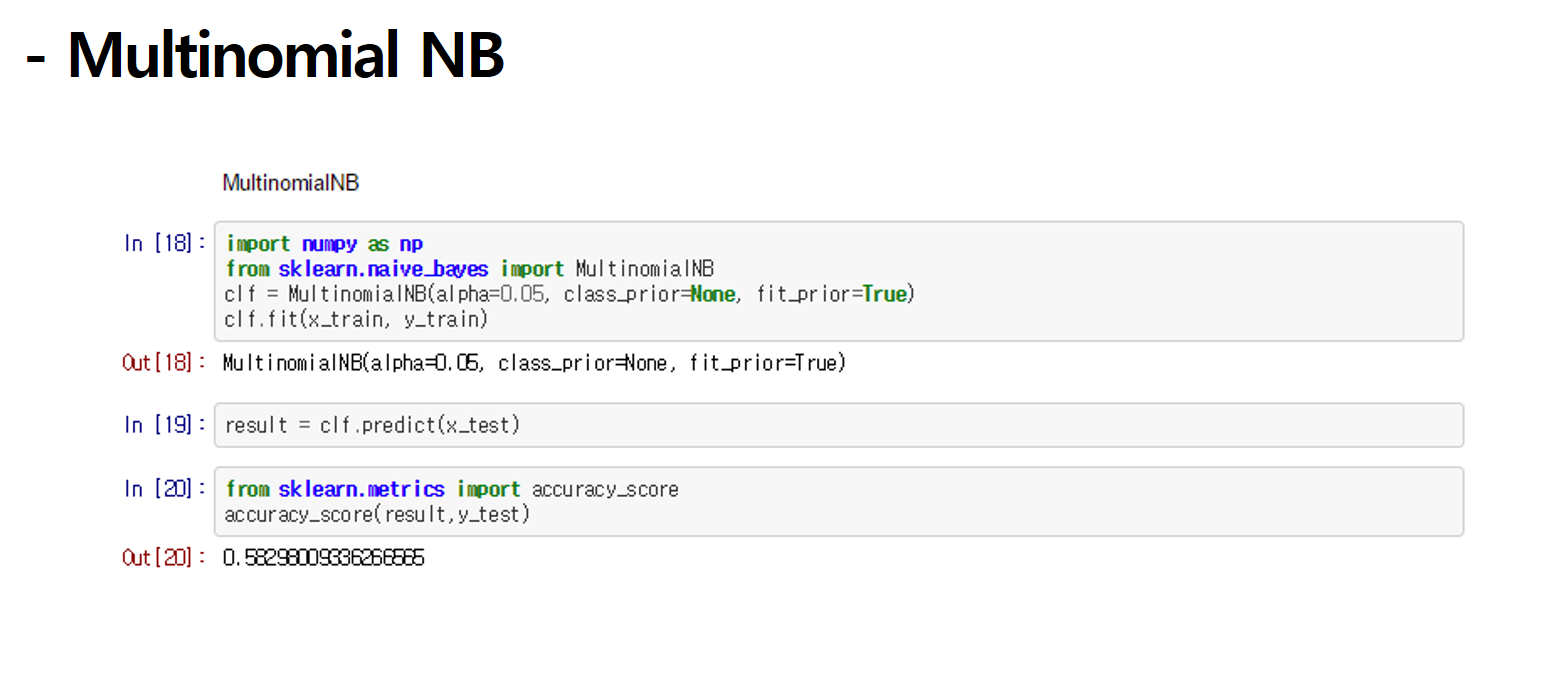 - Multinomial NB
MultinomialNB
In [18]: import numpy as np
from sklearn.naive_bayes import MultinomialNB
clf = MultinomialNB(alpha=0.05, class_prior=None, fit_prior=True)
clf.fit(x_train, y_train)
Out[18]: MultinomialNB(alpha=0.05, class_prior=None, fit_prior=True)
In [19]: result = clf.predict(x_test)
In [20]: from sklearn.metrics import accuracy_score
accuracy_score(result,y_test)
Out[20]: 0.58298009336266565